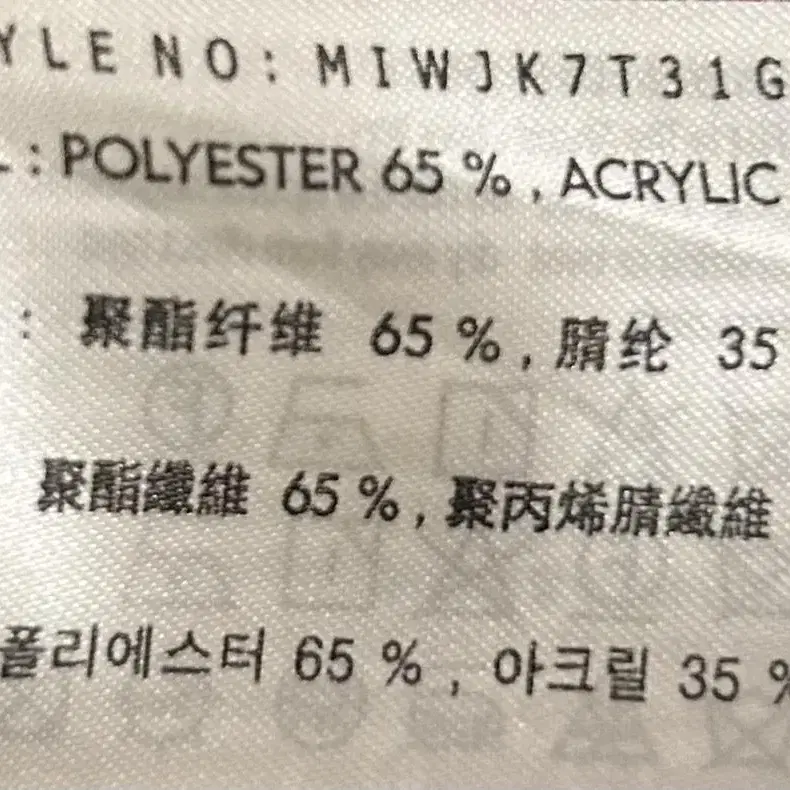 YLE NO: MIWJK7T31G
: POLYESTER 65 % , ACRYLIC
: 聚酯纤维 65 % , 腈纶 35
聚酯纖維 65 % , 聚丙烯腈纖維
폴리에스터 65 % , 아크릴 35 %